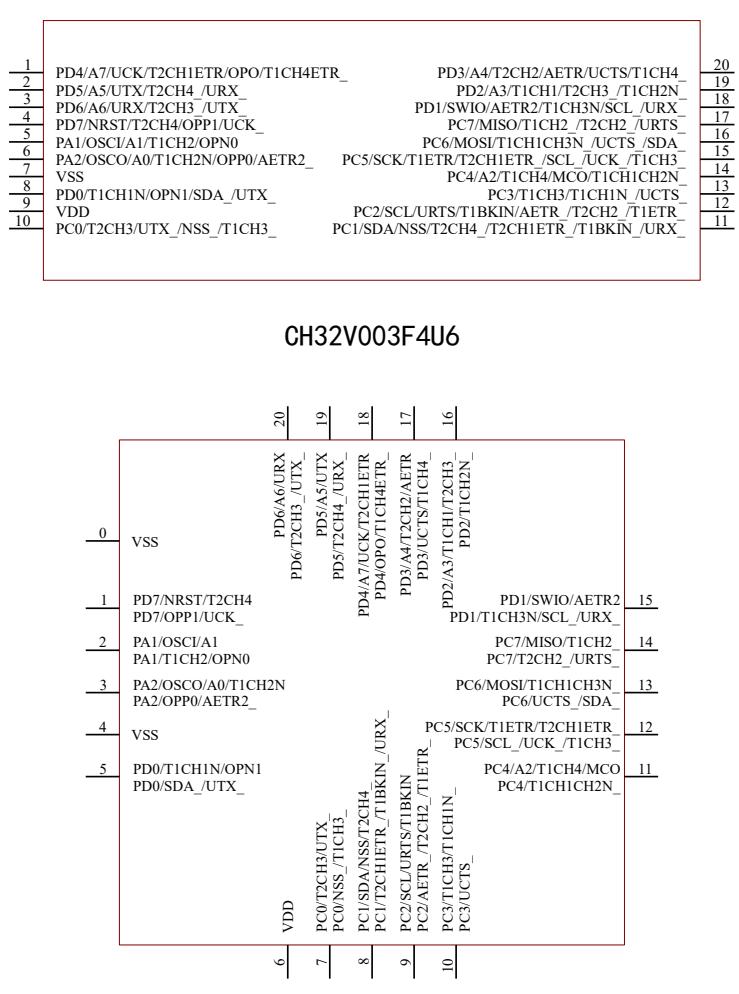 1 PD4/A7/UCK/T2CH1ETR/OPO/T1CH4ETR_
2 PD5/A5/UTX/T2CH4_/URX_
3 PD6/A6/URX/T2CH3_/UTX_
4 PD7/NRST/T2CH4/OPP1/UCK_
5 PA1/OSCI/A1/T1CH2/OPN0
6 PA2/OSCO/A0/T1CH2N/OPP0/AETR2_
7 VSS
8 PD0/T1CH1N/OPN1/SDA_/UTX_
9 VDD
10 PC0/T2CH3/UTX_/NSS_/T1CH3_
PD3/A4/T2CH2/AETR/UCTS/T1CH4_ 20
PD2/A3/T1CH1/T2CH3_/T1CH2N_ 19
PD1/SWIO/AETR2/T1CH3N/SCL_/URX_ 18
PC7/MISO/T1CH2_/T2CH2_/URTS_ 17
PC6/MOSI/T1CH1CH3N_/UCTS_/SDA_ 16
PC5/SCK/T1ETR/T2CH1ETR_/SCL_/UCK_/T1CH3_ 15
PC4/A2/T1CH4/MCO/T1CH1CH2N_ 14
PC3/T1CH3/T1CH1N_/UCTS_ 13
PC2/SCL/URTS/T1BKIN/AETR_/T2CH2_/T1ETR_ 12
PC1/SDA/NSS/T2CH4_/T2CH1ETR_/T1BKIN_/URX_ 11
CH32V003F4U6
20
PD6/A6/URX
PD6/T2CH3_/UTX_
19
PD5/A5/UTX
PD5/T2CH4_/URX_
18
PD4/A7/UCK/T2CH1ETR
PD4/OPO/T1CH4ETR_
17
PD3/A4/T2CH2/AETR
PD3/UCTS/T1CH4_
16
PD2/A3/T1CH1/T2CH3_
PD2/T1CH2N_
0 VSS
1 PD7/NRST/T2CH4
PD7/OPP1/UCK_
2 PA1/OSCI/A1
PA1/T1CH2/OPN0
3 PA2/OSCO/A0/T1CH2N
PA2/OPP0/AETR2_
4 VSS
5 PD0/T1CH1N/OPN1
PD0/SDA_/UTX_
PD1/SWIO/AETR2 15
PD1/T1CH3N/SCL_/URX_
PC7/MISO/T1CH2_ 14
PC7/T2CH2_/URTS_
PC6/MOSI/T1CH1CH3N_ 13
PC6/UCTS_/SDA_
PC5/SCK/T1ETR/T2CH1ETR_ 12
PC5/SCL_/UCK_/T1CH3_
PC4/A2/T1CH4/MCO 11
PC4/T1CH1CH2N_
VDD
6
PC0/T2CH3/UTX_
PC0/NSS_/T1CH3_
7
PC1/SDA/NSS/T2CH4_
PC1/T2CH1ETR_/T1BKIN_/URX_
8
PC2/SCL/URTS/T1BKIN
PC2/AETR_/T2CH2_/T1ETR_
9
PC3/T1CH3/T1CH1N_
PC3/UCTS_
10